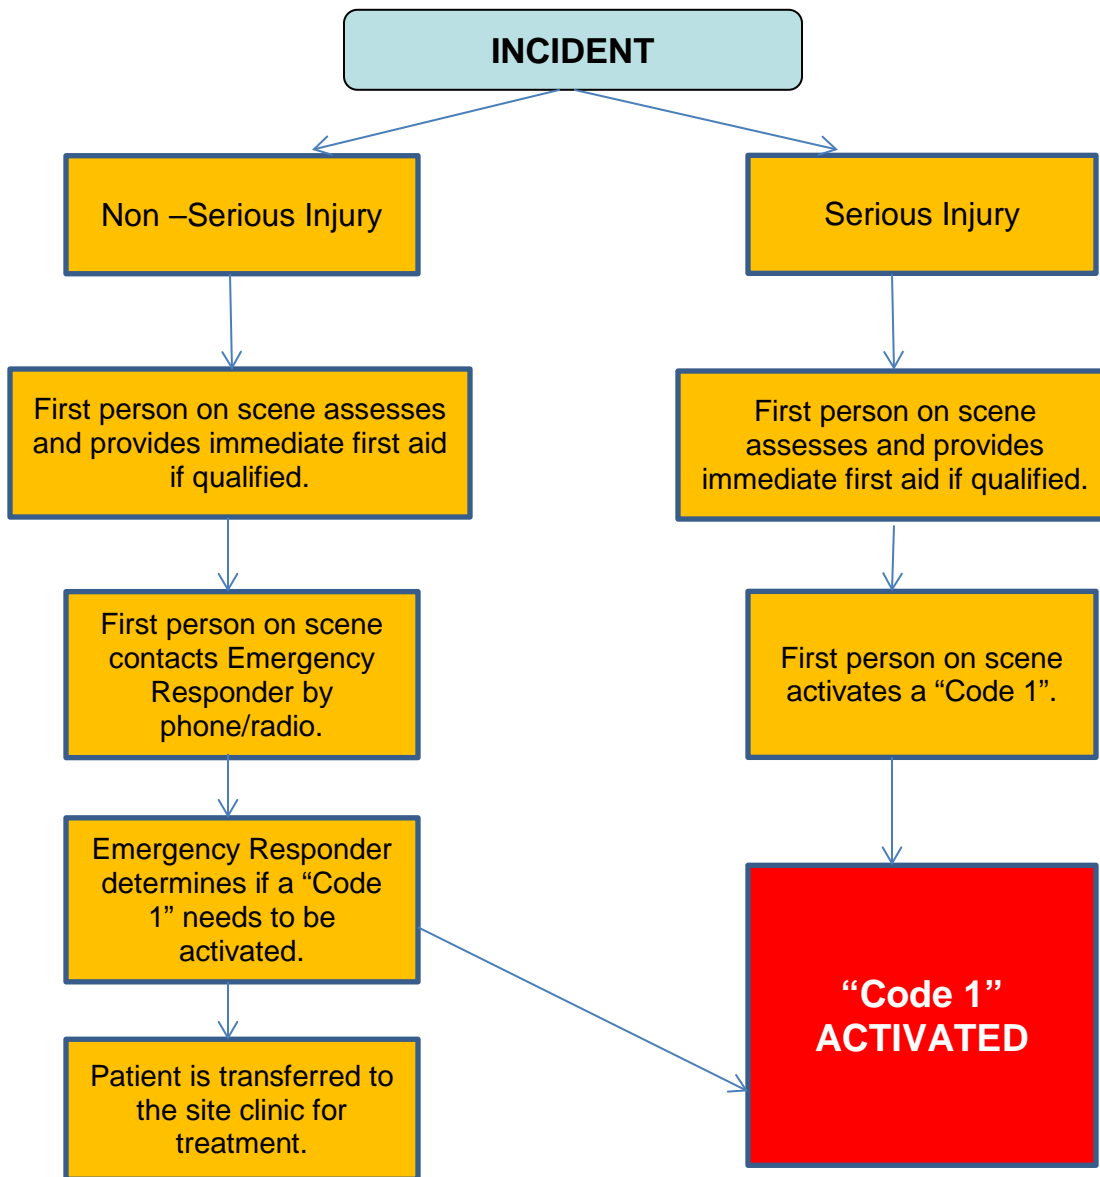 INCIDENT
Non –Serious Injury
Serious Injury
First person on scene assesses
and provides immediate first aid
if qualified.
First person on scene
assesses and provides
immediate first aid if qualified.
First person on scene
contacts Emergency
Responder by
phone/radio.
First person on scene
activates a “Code 1”.
Emergency Responder
determines if a “Code
1” needs to be
activated.
“Code 1”
ACTIVATED
Patient is transferred to
the site clinic for
treatment.